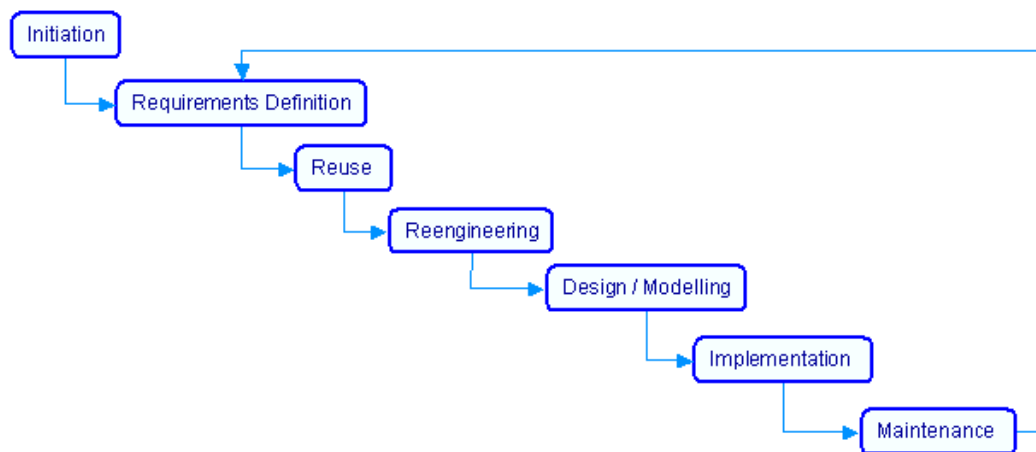 Initiation
Requirements Definition
Reuse
Reengineering
Design / Modelling
Implementation
Maintenance